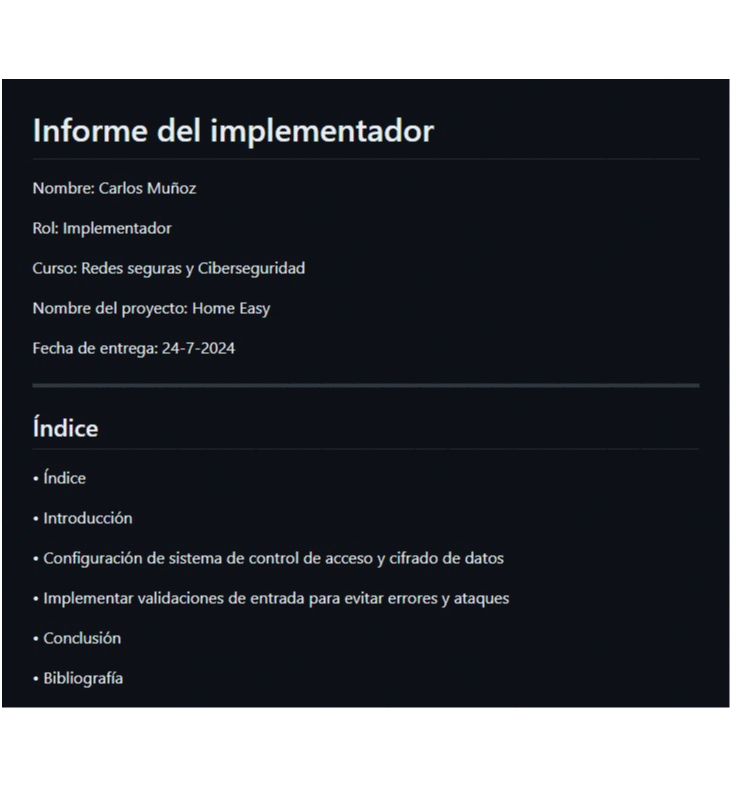 Informe del implementador
Nombre: Carlos Muñoz
Rol: Implementador
Curso: Redes seguras y Ciberseguridad
Nombre del proyecto: Home Easy
Fecha de entrega: 24-7-2024
Índice
• Índice
• Introducción
• Configuración de sistema de control de acceso y cifrado de datos
• Implementar validaciones de entrada para evitar errores y ataques
• Conclusión
• Bibliografía